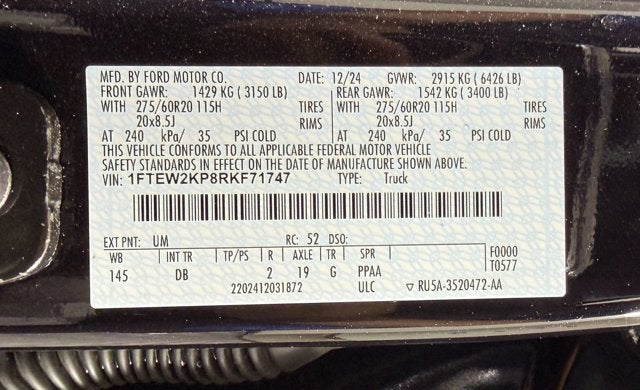 MFD. BY FORD MOTOR CO. DATE: 12/24 GVWR: 2915 KG (6426 LB)
FRONT GAWR: 1429 KG (3150 LB) REAR GAWR: 1542 KG (3400 LB)
WITH 275/60R20 115H TIRES WITH 275/60R20 115H TIRES
20x8.5J RIMS 20x8.5J RIMS
AT 240 kPa/ 35 PSI COLD AT 240 kPa/ 35 PSI COLD
THIS VEHICLE CONFORMS TO ALL APPLICABLE FEDERAL MOTOR VEHICLE
SAFETY STANDARDS IN EFFECT ON THE DATE OF MANUFACTURE SHOWN ABOVE.
VIN: 1FTEW2KP8RKF71747 TYPE: Truck
EXT PNT: UM RC: 52 DSO: F0000
WB INT TR TP/PS R AXLE TR SPR T0577
145 DB 2 19 G PPAA
2202412031872 ULC ▽ RU5A-3520472-AA